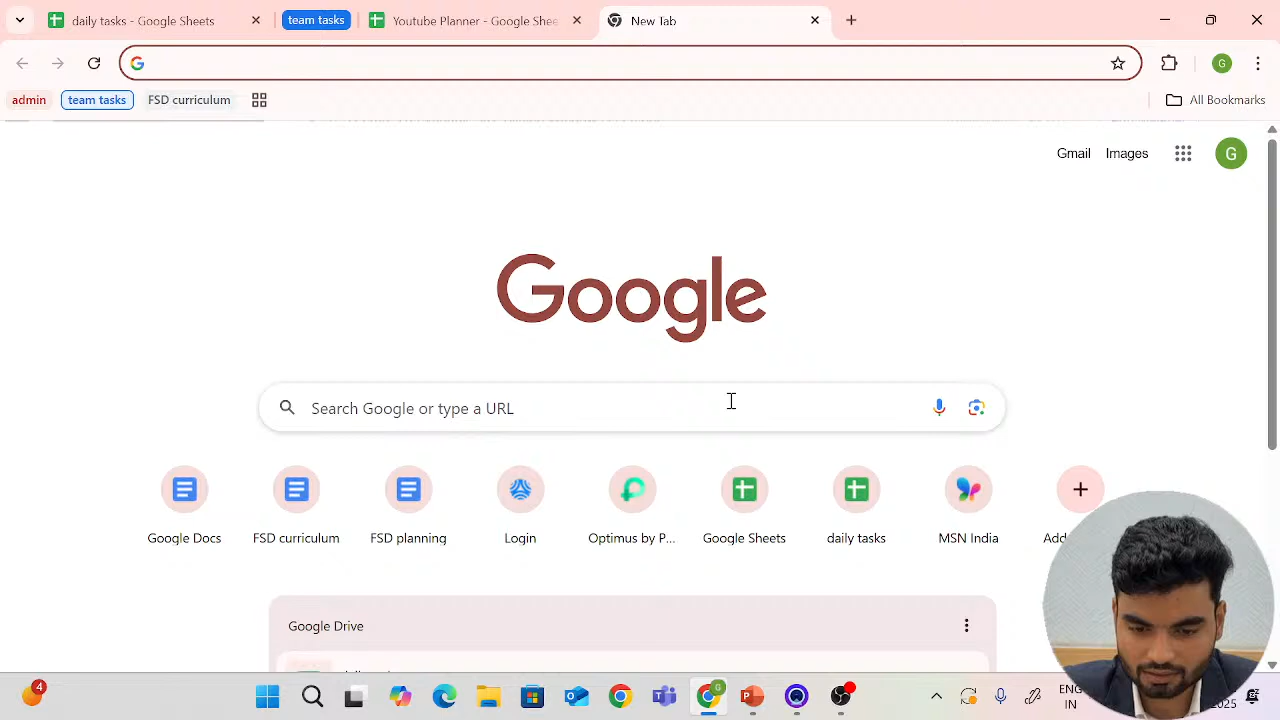 daily tasks - Google Sheets
team tasks
Youtube Planner - Google She
New Tab
admin
team tasks
FSD curriculum
All Bookmarks
Gmail
Images
G
Google
Search Google or type a URL
Google Docs
FSD curriculum
FSD planning
Login
Optimus by P...
Google Sheets
daily tasks
MSN India
Google Drive
4
ENG
IN
2025